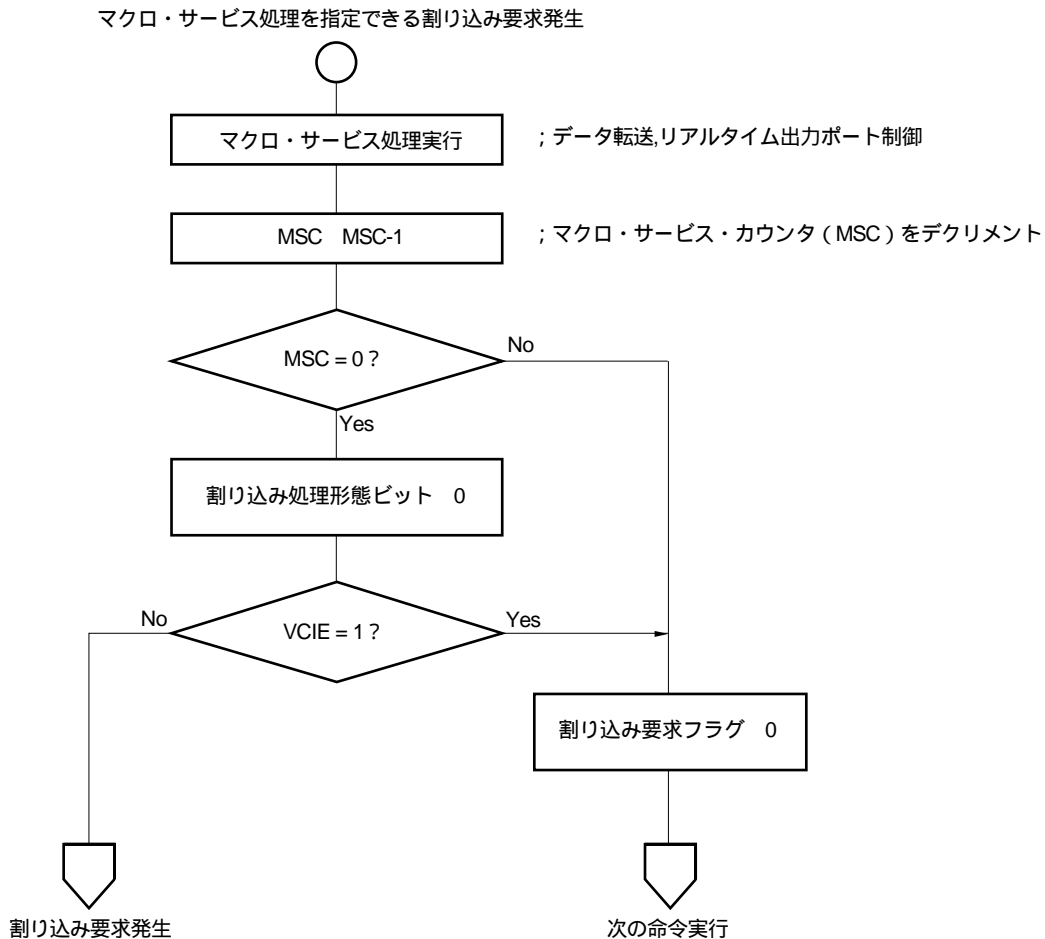 マクロ・サービス処理を指定できる割り込み要求発生
マクロ・サービス処理実行
；データ転送,リアルタイム出力ポート制御
MSC MSC-1
；マクロ・サービス・カウンタ（MSC）をデクリメント
MSC = 0？
No
Yes
割り込み処理形態ビット 0
No
VCIE = 1？
Yes
割り込み要求フラグ 0
割り込み要求発生
次の命令実行